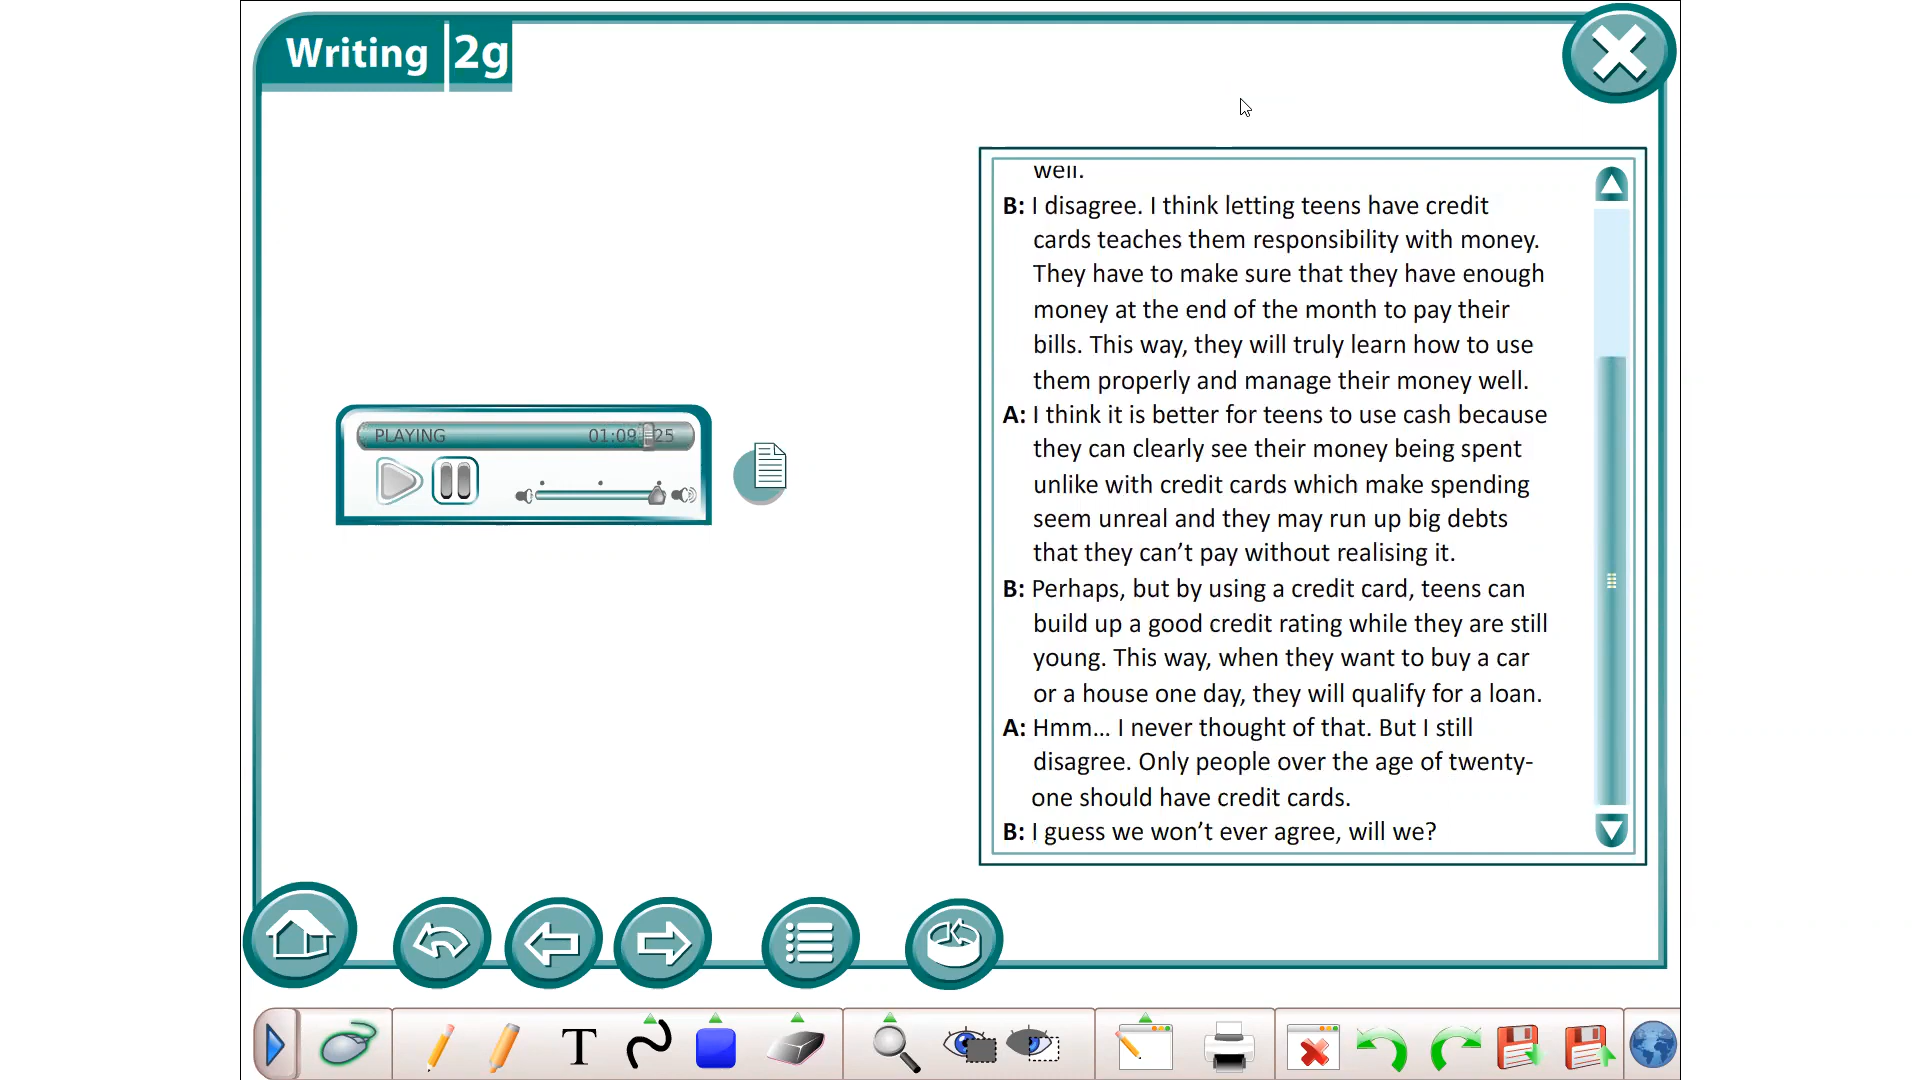 Writing 2g
well.
B: I disagree. I think letting teens have credit
cards teaches them responsibility with money.
They have to make sure that they have enough
money at the end of the month to pay their
bills. This way, they will truly learn how to use
them properly and manage their money well.
A: I think it is better for teens to use cash because
they can clearly see their money being spent
unlike with credit cards which make spending
seem unreal and they may run up big debts
that they can’t pay without realising it.
B: Perhaps, but by using a credit card, teens can
build up a good credit rating while they are still
young. This way, when they want to buy a car
or a house one day, they will qualify for a loan.
A: Hmm... I never thought of that. But I still
disagree. Only people over the age of twenty-
one should have credit cards.
B: I guess we won’t ever agree, will we?
PLAYING 01:09 25
T